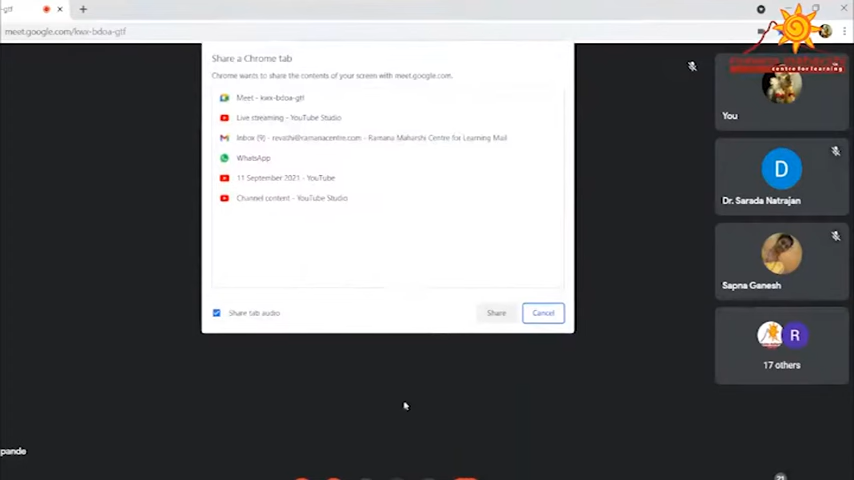 -gtf
meet.google.com/kwx-bdoa-gtf
Share a Chrome tab
Chrome wants to share the contents of your screen with meet.google.com.
Meet - kwx-bdoa-gtf
Live streaming - YouTube Studio
Inbox (9) - revathi@ramanacentre.com - Ramana Maharshi Centre for Learning Mail
WhatsApp
11 September 2021 - YouTube
Channel content - YouTube Studio
Share tab audio
Share
Cancel
centre for learning
You
D
Dr. Sarada Natrajan
Sapna Ganesh
R
17 others
pande
21